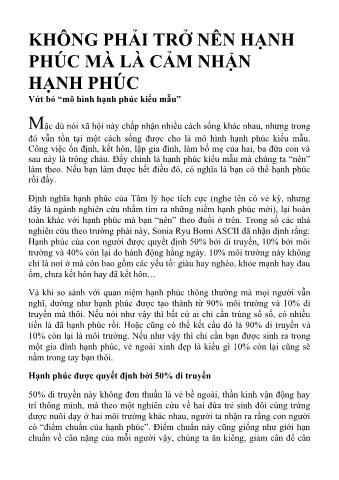 KHÔNG PHẢI TRỞ NÊN HẠNH
PHÚC MÀ LÀ CẢM NHẬN
HẠNH PHÚC
Vứt bỏ “mô hình hạnh phúc kiểu mẫu”
Mặc dù nói xã hội này chấp nhận nhiều cách sống khác nhau, nhưng trong
đó vẫn tồn tại một cách sống được cho là mô hình hạnh phúc kiểu mẫu.
Công việc ổn định, kết hôn, lập gia đình, làm bố mẹ của hai, ba đứa con và
sau này là trông cháu. Đấy chính là hạnh phúc kiểu mẫu mà chúng ta “nên”
làm theo. Nếu bạn làm được hết điều đó, có nghĩa là bạn có thể hạnh phúc
rồi đấy.
Định nghĩa hạnh phúc của Tâm lý học tích cực (nghe tên có vẻ kỳ, nhưng
đây là ngành nghiên cứu nhằm tìm ra những niềm hạnh phúc mới), lại hoàn
toàn khác với hạnh phúc mà bạn “nên” theo đuổi ở trên. Trong số các nhà
nghiên cứu theo trường phái này, Sonia Ryu Bomi ASCII đã nhận định rằng:
Hạnh phúc của con người được quyết định 50% bởi di truyền, 10% bởi môi
trường và 40% còn lại do hành động hằng ngày. 10% môi trường này không
chỉ là nơi ở mà còn bao gồm các yếu tố: giàu hay nghèo, khỏe mạnh hay đau
ốm, chưa kết hôn hay đã kết hôn…
Và khi so sánh với quan niệm hạnh phúc thông thường mà mọi người vẫn
nghĩ, dường như hạnh phúc được tạo thành từ 90% môi trường và 10% di
truyền mà thôi. Nếu nói như vậy thì bất cứ ai chỉ cần trúng số số, có nhiều
tiền là đã hạnh phúc rồi. Hoặc cũng có thể kết cấu đó là 90% di truyền và
10% còn lại là môi trường. Nếu như vậy thì chỉ cần bạn được sinh ra trong
một gia đình hạnh phúc, vẻ ngoài xinh đẹp là kiểu gì 10% còn lại cũng sẽ
nằm trong tay bạn thôi.
Hạnh phúc được quyết định bởi 50% di truyền
50% di truyền này không đơn thuần là vẻ bề ngoài, thần kinh vận động hay
trí thông minh, mà theo một nghiên cứu về hai đứa trẻ sinh đôi cùng trứng
được nuôi dạy ở hai môi trường khác nhau, người ta nhận ra rằng con người
có “điểm chuẩn của hạnh phúc”. Điểm chuẩn này cũng giống như giới hạn
chuẩn về cân nặng của mỗi người vậy, chúng ta ăn kiêng, giảm cân để cân